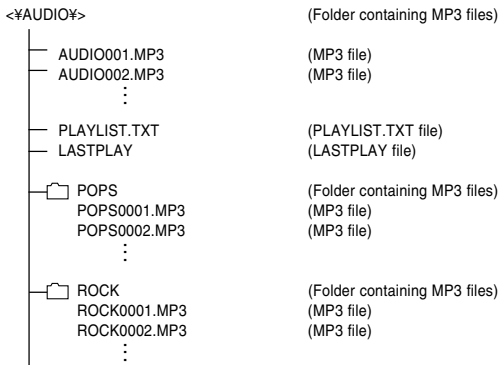 <¥AUDIO¥> (Folder containing MP3 files)
AUDIO001.MP3 (MP3 file)
AUDIO002.MP3 (MP3 file)
PLAYLIST.TXT (PLAYLIST.TXT file)
LASTPLAY (LASTPLAY file)
POPS (Folder containing MP3 files)
POPS0001.MP3 (MP3 file)
POPS0002.MP3 (MP3 file)
ROCK (Folder containing MP3 files)
ROCK0001.MP3 (MP3 file)
ROCK0002.MP3 (MP3 file)